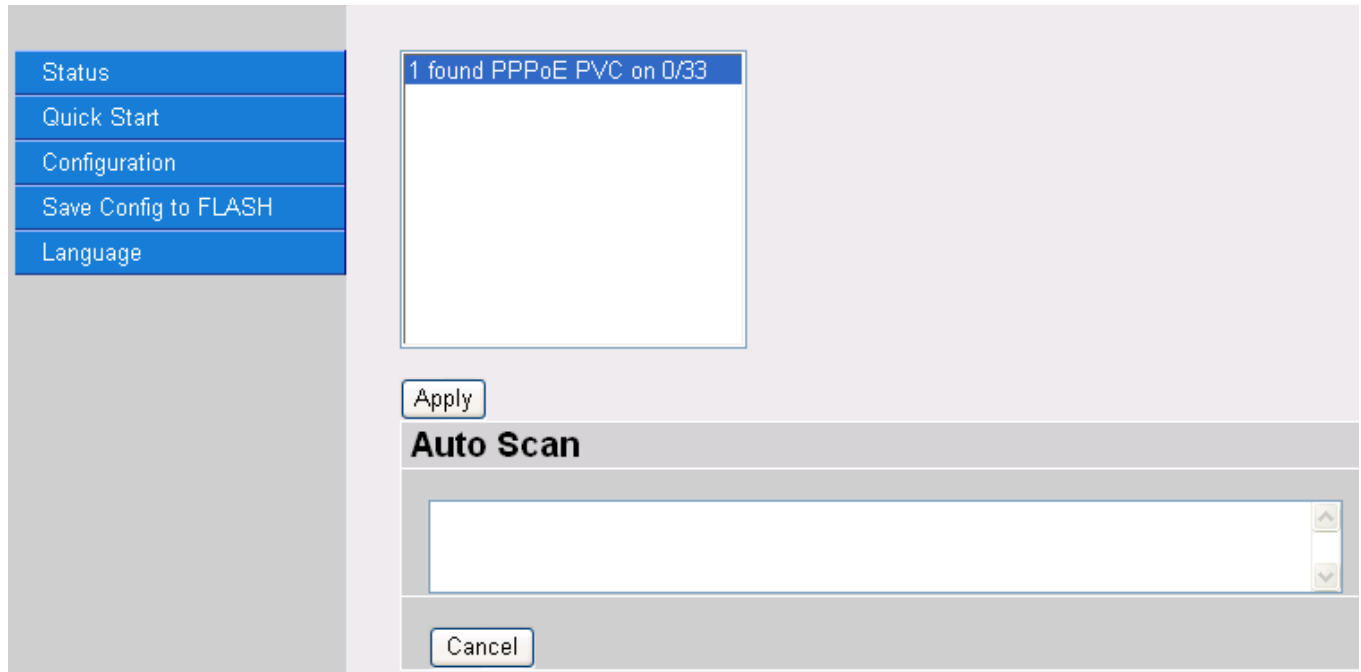 Status
Quick Start
Configuration
Save Config to FLASH
Language
1 found PPPoE PVC on 0/33
Apply
Auto Scan
Cancel